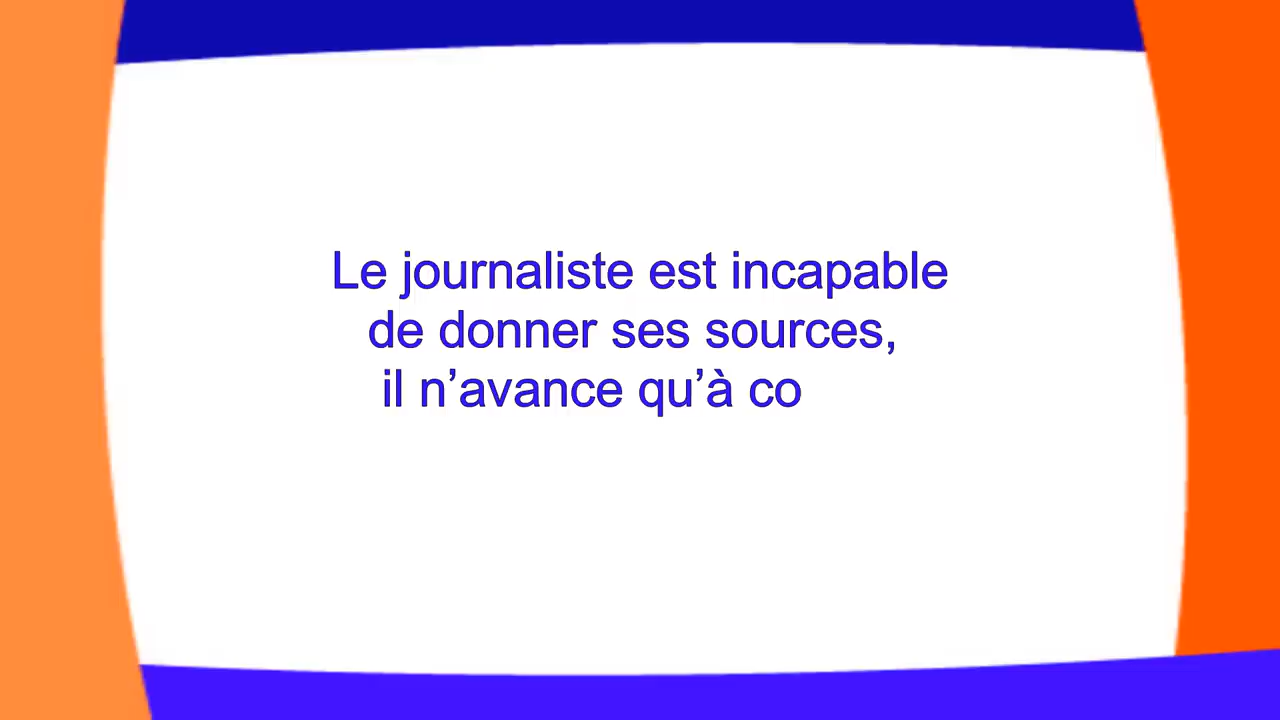 Le journaliste est incapable
de donner ses sources,
il n’avance qu’à co